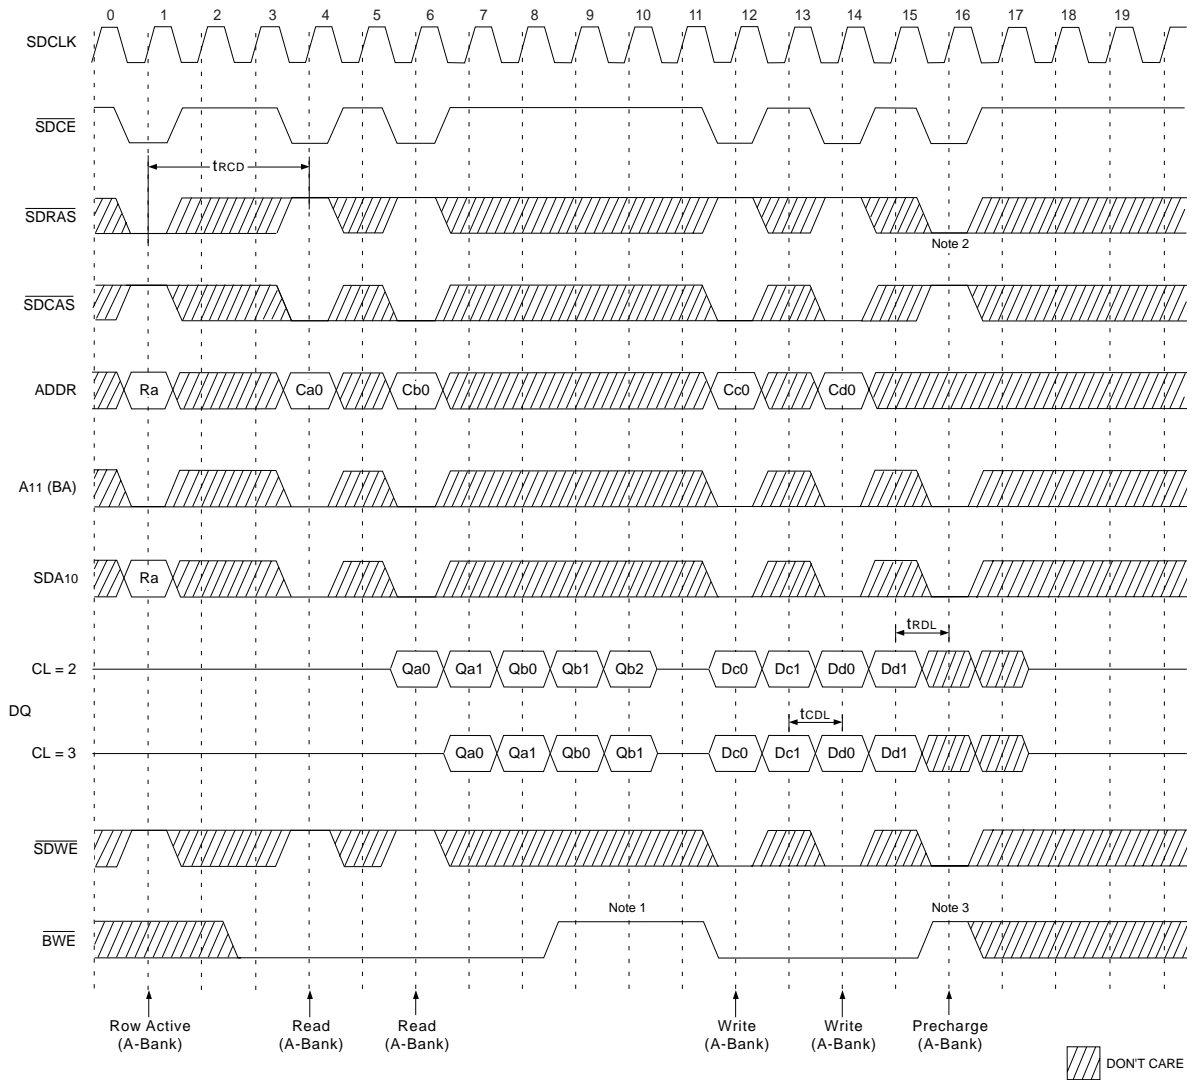 0 1 2 3 4 5 6 7 8 9 10 11 12 13 14 15 16 17 18 19
SDCLK
SDCE
tRCD
SDRAS
Note 2
SDCAS
ADDR Ra Ca0 Cb0 Cc0 Cd0
A11 (BA)
SDA10 Ra
tRDL
CL = 2 Qa0 Qa1 Qb0 Qb1 Qb2 Dc0 Dc1 Dd0 Dd1
DQ
tCDL
CL = 3 Qa0 Qa1 Qb0 Qb1 Dc0 Dc1 Dd0 Dd1
SDWE
Note 1 Note 3
BWE
Row Active Read Read Write Write Precharge
(A-Bank) (A-Bank) (A-Bank) (A-Bank) (A-Bank) (A-Bank)
DON'T CARE